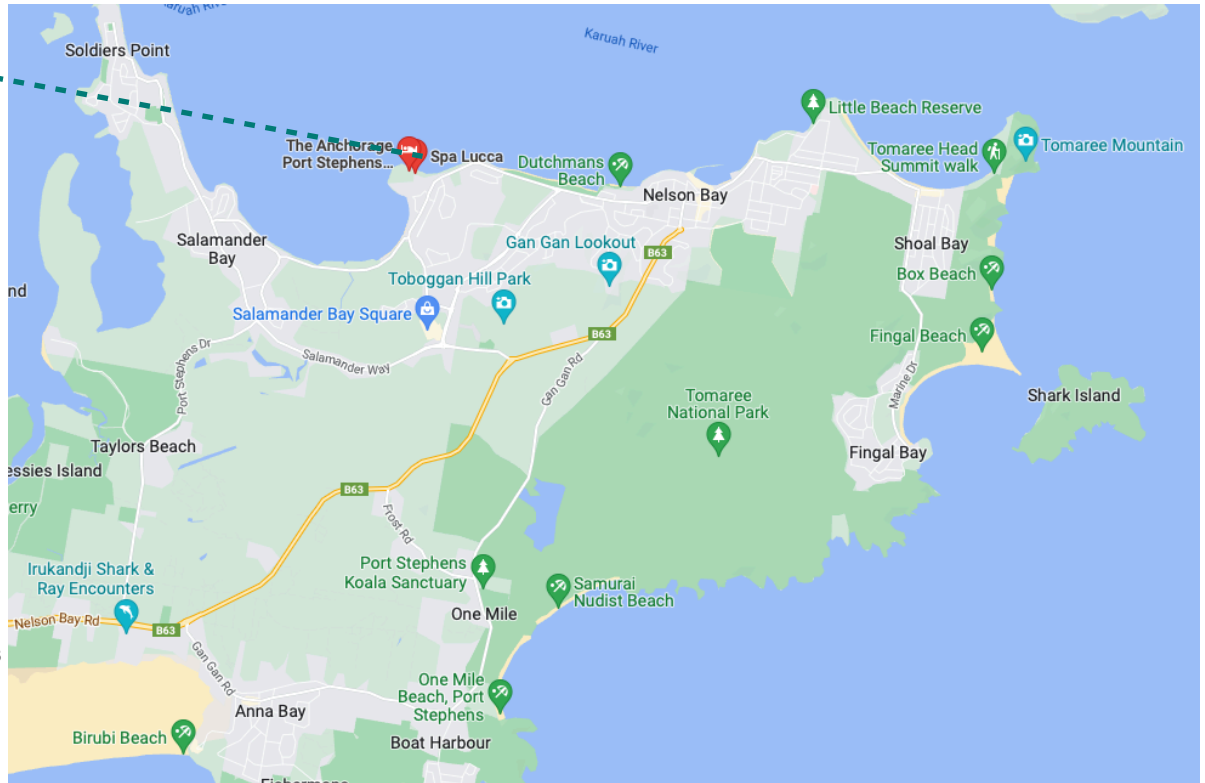 Karuah River
Karuah River
Soldiers Point
Little Beach Reserve
The Anchorage
Port Stephens...
Spa Lucca
Dutchmans
Beach
Tomaree Head
Summit walk
Tomaree Mountain
Nelson Bay
Salamander
Bay
Gan Gan Lookout
B63
Shoal Bay
Toboggan Hill Park
Box Beach
nd
Salamander Bay Square
B63
Fingal Beach
Salamander Way
Port Stephens Dr
Gan Gan Rd
Marine Dr
Tomaree
National Park
Shark Island
Taylors Beach
Fingal Bay
essies Island
B63
erry
Frost Rd
Irukandji Shark &
Ray Encounters
Port Stephens
Koala Sanctuary
Samurai
Nudist Beach
One Mile
Nelson Bay Rd
B63
Gan Gan Rd
One Mile
Beach, Port
Stephens
Anna Bay
Birubi Beach
Boat Harbour